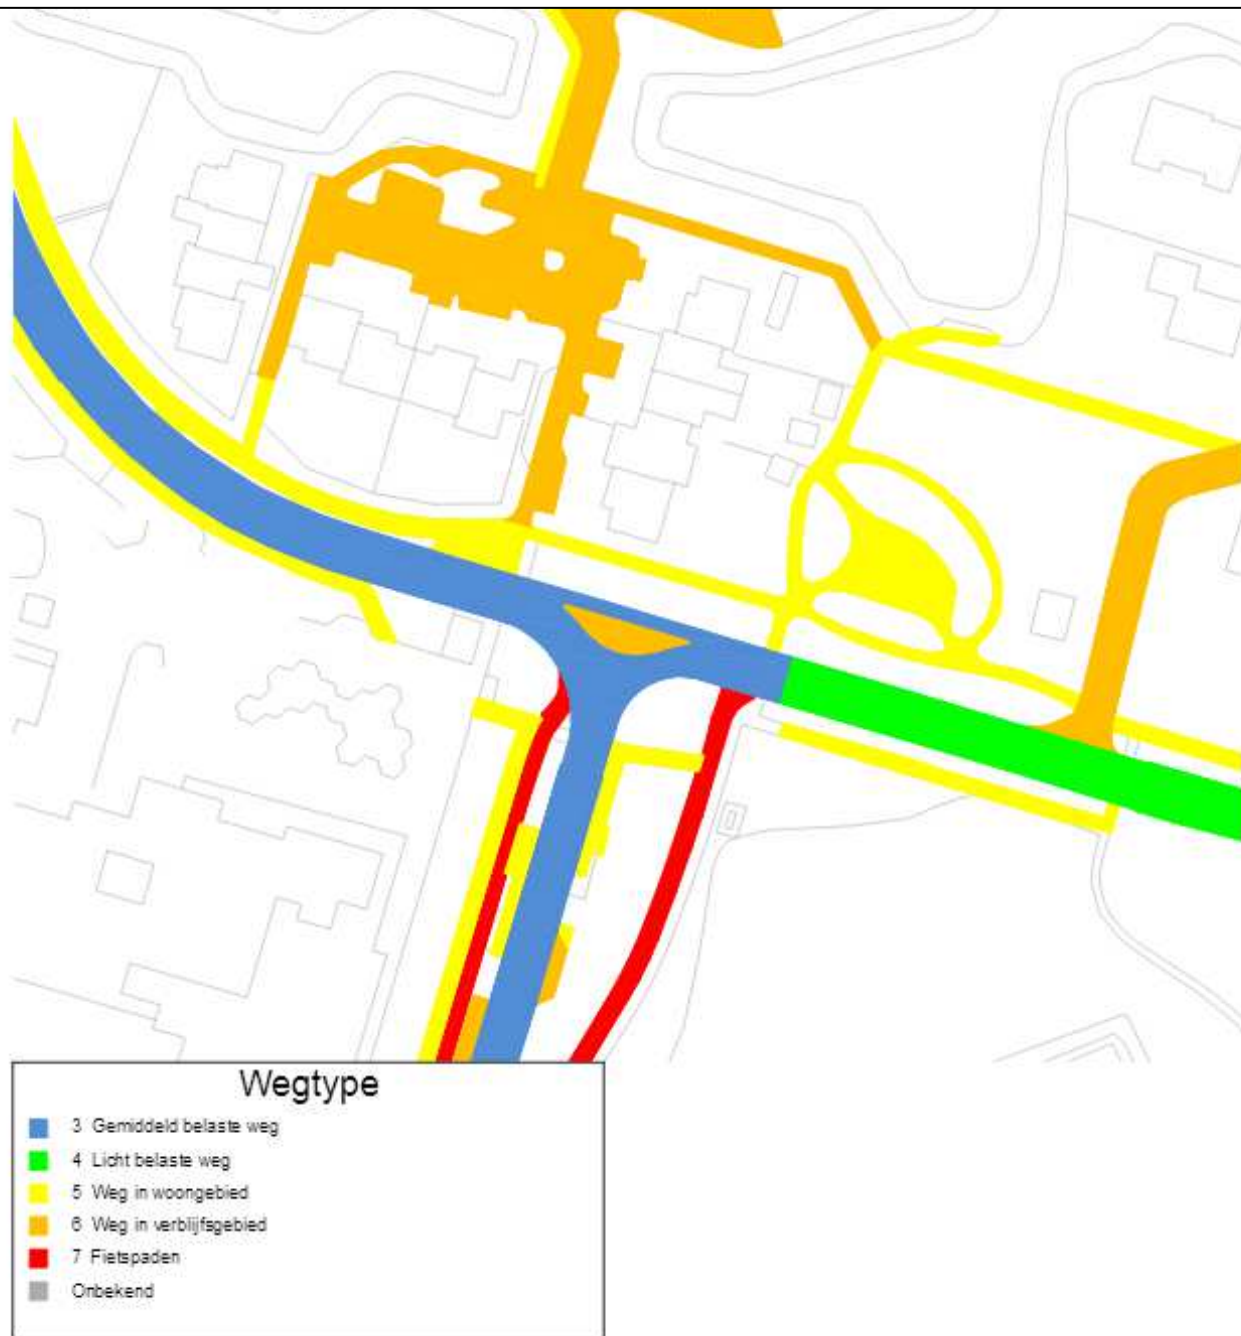 Wegtype
3 Gemiddeld belaste weg
4 Licht belaste weg
5 Weg in woongebied
6 Weg in verblijfsgebied
7 Fietspaden
Onbekend